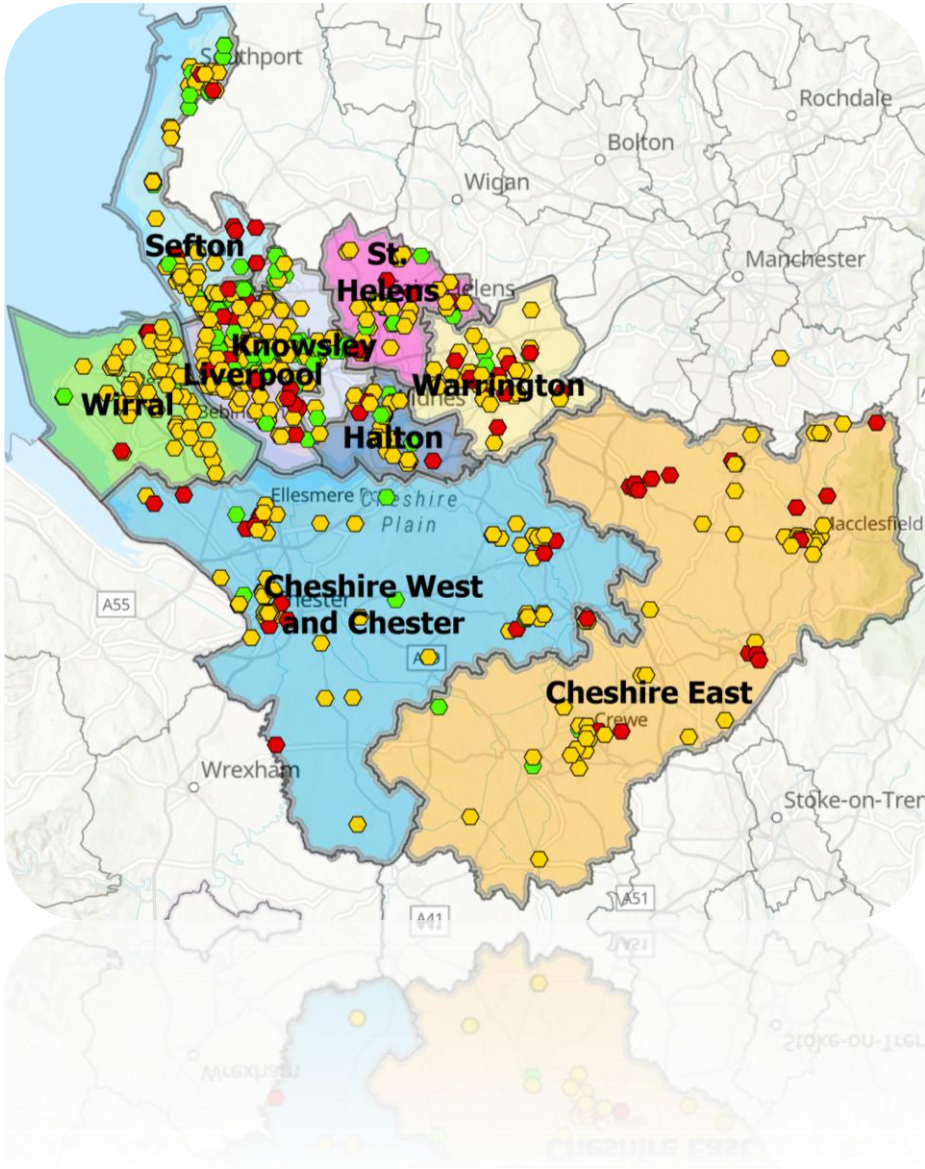 Southport
Rochdale
Bolton
Wigan
Sefton
St.
Helens
Manchester
Knowsley
Liverpool
Warrington
Wirral
Halton
Ellesmere
Cheshire
Plain
Macclesfield
Cheshire West
and Chester
A55
Cheshire East
Crewe
Wrexham
Stoke-on-Tren
A51
A41